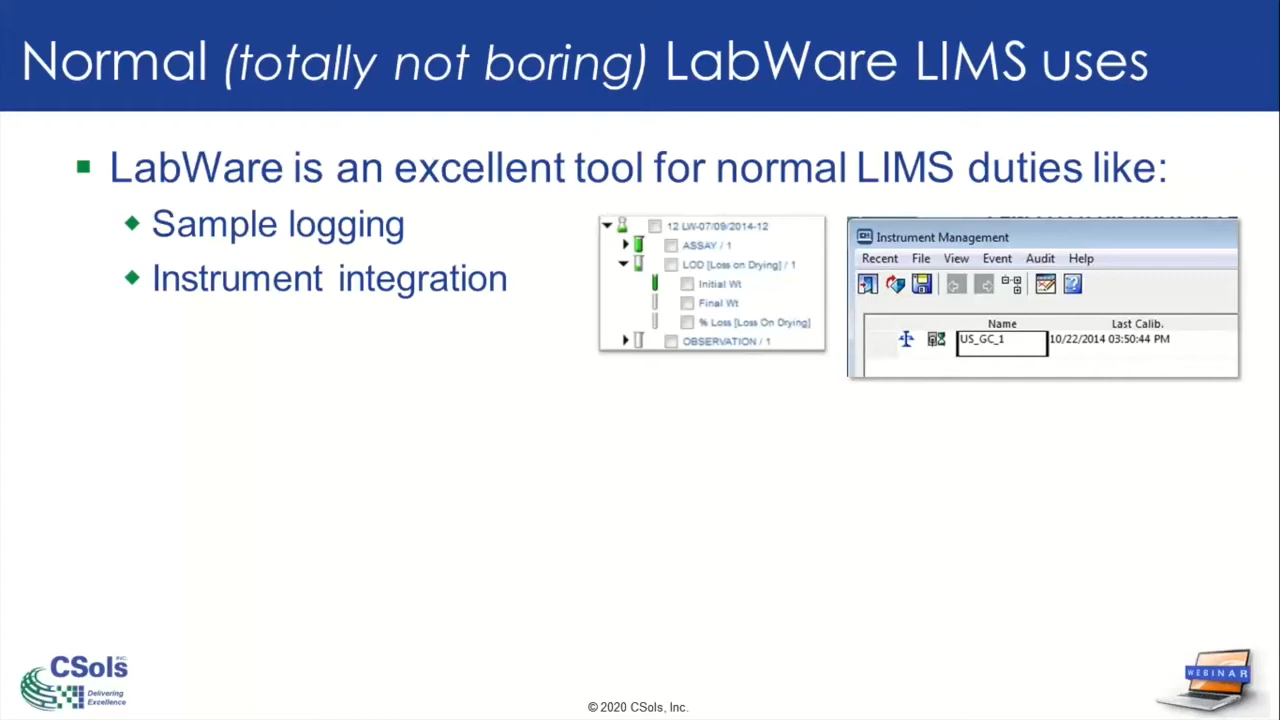 Normal (totally not boring) LabWare LIMS uses
LabWare is an excellent tool for normal LIMS duties like:
Sample logging
Instrument integration
12 LW-07/09/2014-12
ASSAY / 1
LOD [Loss on Drying] / 1
Initial Wt
Final Wt
% Loss [Loss On Drying]
OBSERVATION / 1
Instrument Management
Recent File View Event Audit Help
Name Last Calib.
US_GC_1 10/22/2014 03:50:44 PM
CSols INC.
Delivering
Excellence
© 2020 CSols, Inc.
WEBINAR